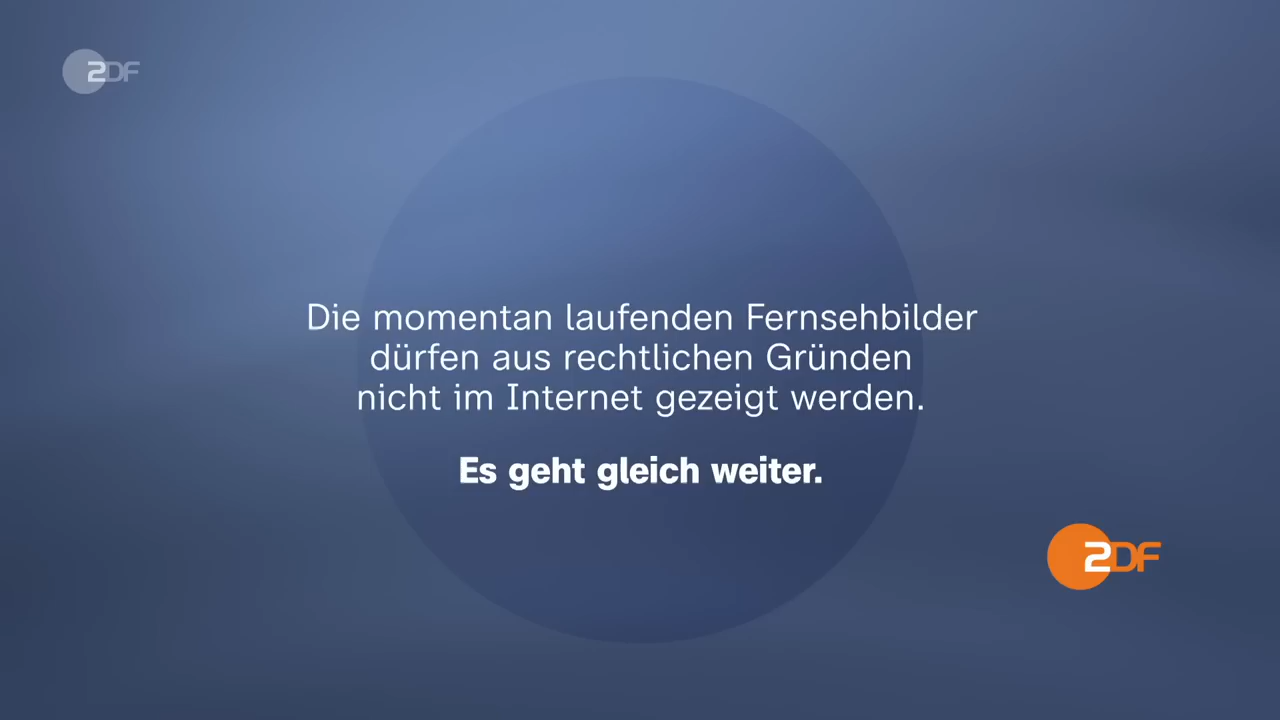 ZDF
Die momentan laufenden Fernsehbilder
dürfen aus rechtlichen Gründen
nicht im Internet gezeigt werden.
Es geht gleich weiter.
ZDF